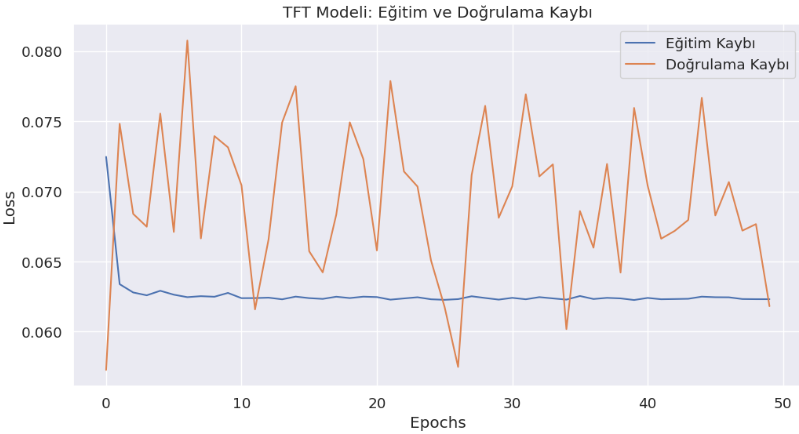 TFT Modeli: Eğitim ve Doğrulama Kaybı
Eğitim Kaybı
Doğrulama Kaybı
0.080
0.075
0.070
0.065
0.060
Loss
0 10 20 30 40 50
Epochs